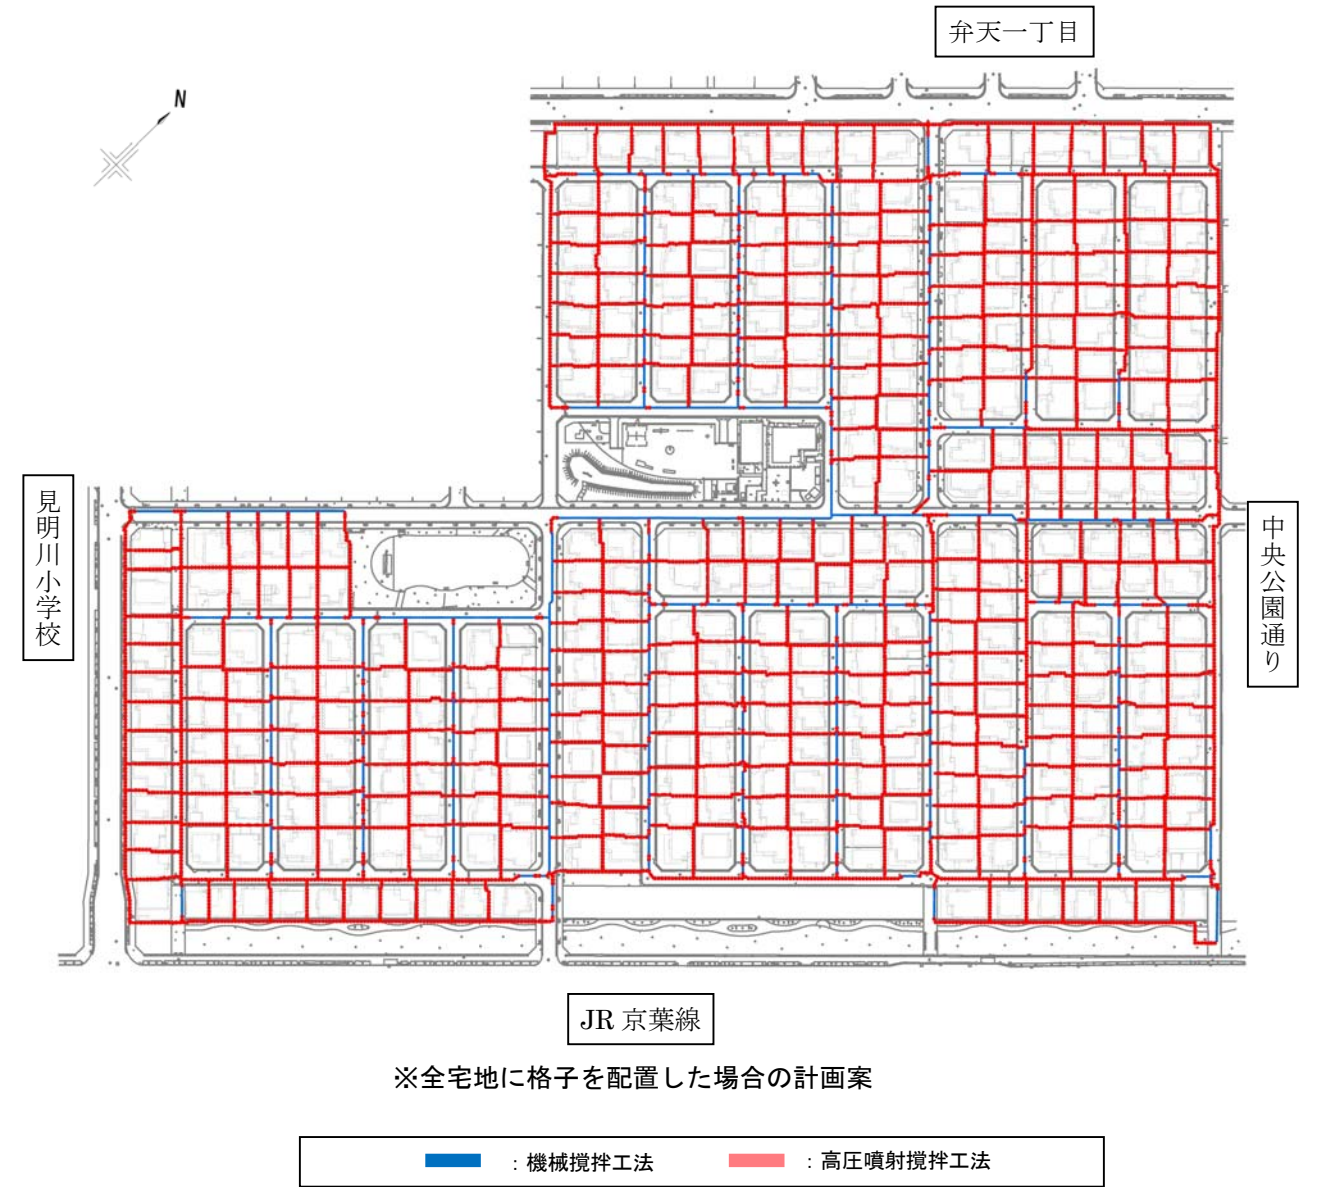 弁天一丁目
N
見明川小学校
中央公園通り
JR 京葉線
※全宅地に格子を配置した場合の計画案
：機械撹拌工法
：高圧噴射撹拌工法